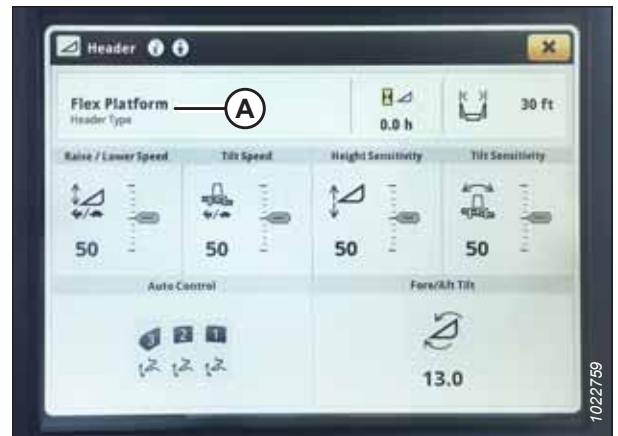 Header
Flex Platform
Header Type
A
0.0 h
30 ft
Raise / Lower Speed
Tilt Speed
Height Sensitivity
Tilt Sensitivity
50
50
50
50
Auto Control
Fore/Aft Tilt
3 2 1
13.0
1022759